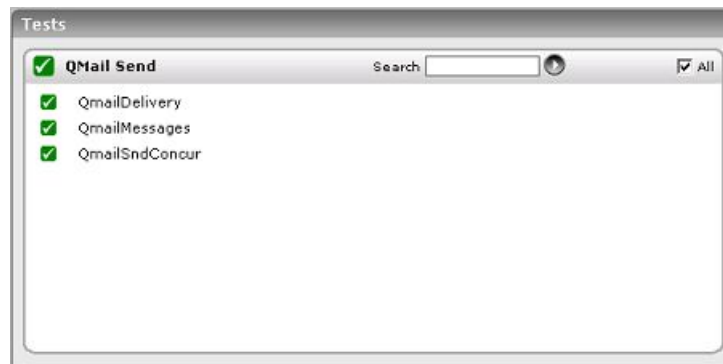 Tests
QMail Send Search All
QmailDelivery
QmailMessages
QmailSndConcur